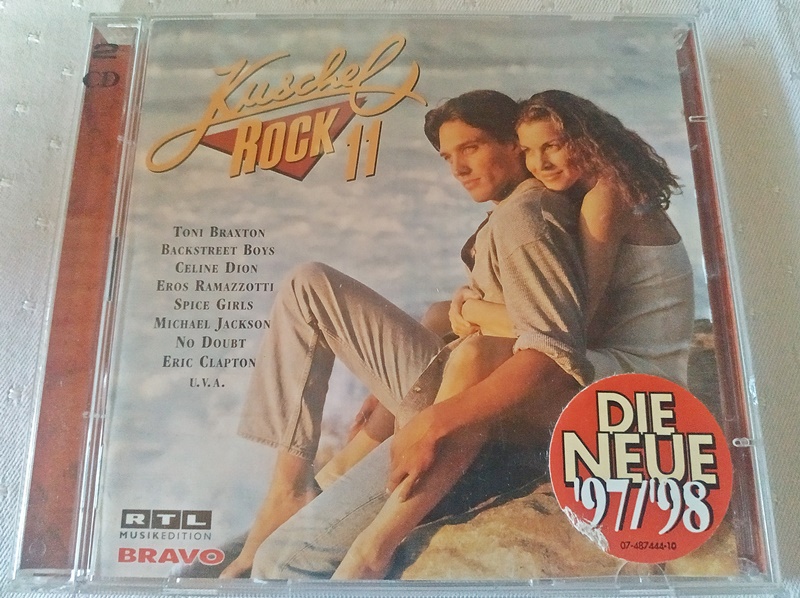 2
CD
Kuschel
ROCK 11
TONI BRAXTON
BACKSTREET BOYS
CELINE DION
EROS RAMAZZOTTI
SPICE GIRLS
MICHAEL JACKSON
NO DOUBT
ERIC CLAPTON
U.V.A.
RTL
MUSIKEDITION
BRAVO
DIE
NEUE
'97/'98
07-487444-10